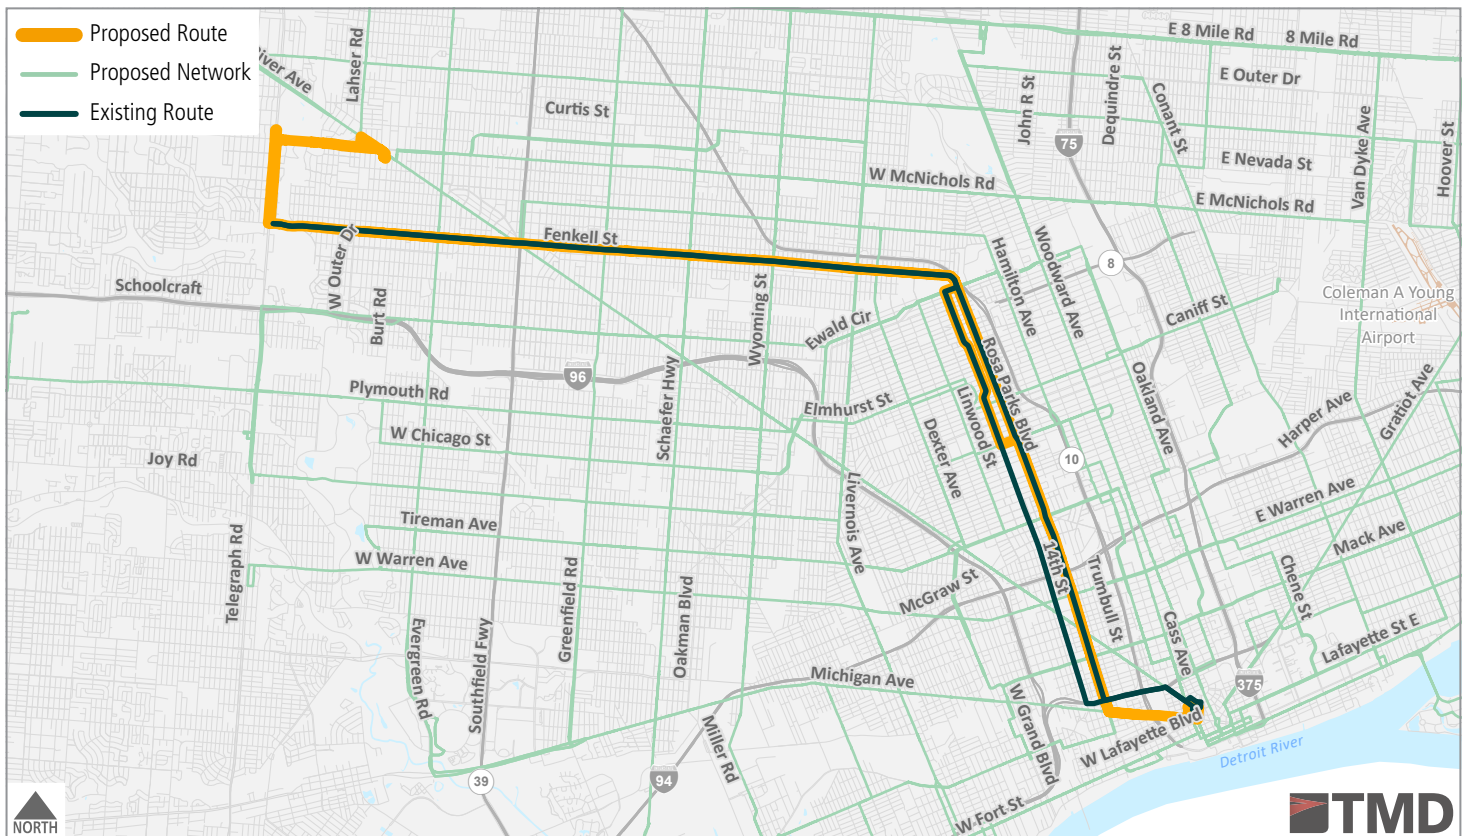 Proposed Route
Proposed Network
Existing Route
River Ave
Lahser Rd
Curtis St
E 8 Mile Rd
8 Mile Rd
E Outer Dr
John R St
Dequindre St
Conant St
75
Van Dyke Ave
Hoover St
E Nevada St
W McNichols Rd
E McNichols Rd
Fenkell St
W Outer Dr
Schoolcraft
Burt Rd
Wyoming St
Ewald Cir
Hamilton Ave
Woodward Ave
8
Caniff St
Coleman A Young
International
Airport
96
Plymouth Rd
W Chicago St
Joy Rd
Schaefer Hwy
Elmhurst St
Dexter Ave
Linwood St
Rosa Parks Blvd
10
Oakland Ave
Harper Ave
Gratiot Ave
Telegraph Rd
Tireman Ave
W Warren Ave
Livernois Ave
14th St
McGraw St
Trumbull St
E Warren Ave
Mack Ave
Chene St
Evergreen Rd
Southfield Fwy
Greenfield Rd
Oakman Blvd
Michigan Ave
Cass Ave
Lafayette St E
375
Miller Rd
W Grand Blvd
W Lafayette Blvd
Detroit River
39
94
W Fort St
NORTH
TMD